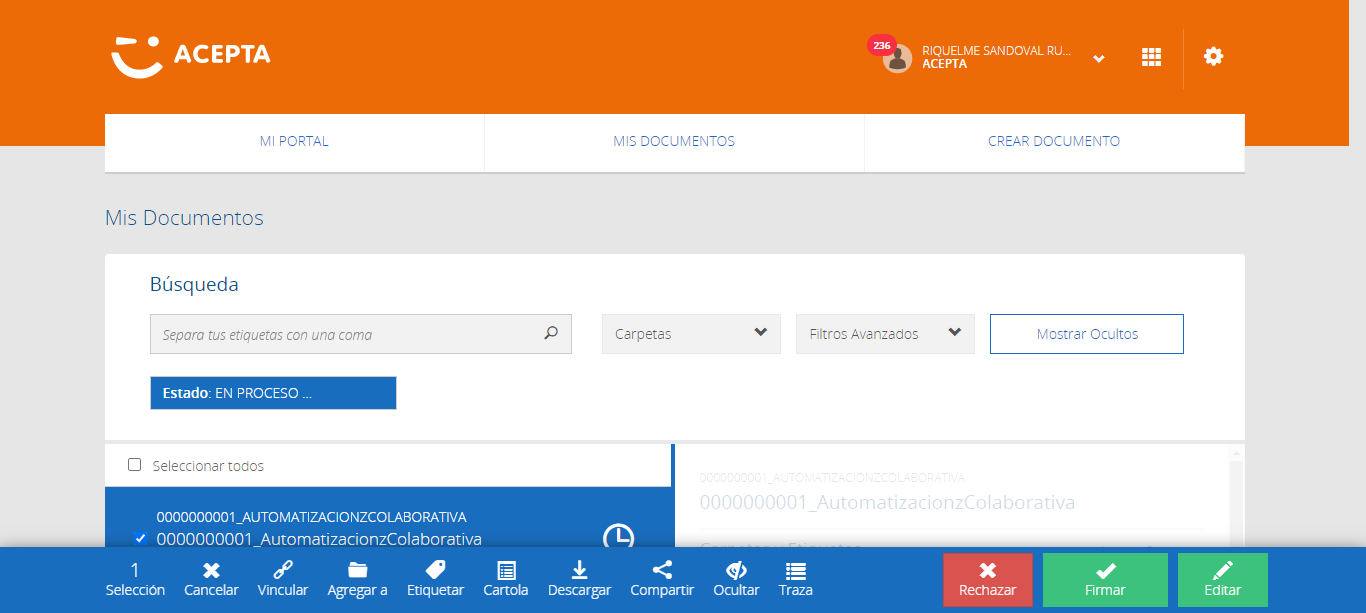 ACEPTA
236
RIQUELME SANDOVAL RU...
ACEPTA
MI PORTAL
MIS DOCUMENTOS
CREAR DOCUMENTO
Mis Documentos
Búsqueda
Separa tus etiquetas con una coma
Carpetas
Filtros Avanzados
Mostrar Ocultos
Estado: EN PROCESO ...
Seleccionar todos
0000000001_AUTOMATIZACIONZCOLABORATIVA
0000000001_AutomatizacionzColaborativa
0000000001_AUTOMATIZACIONZCOLABORATIVA
0000000001_AutomatizacionzColaborativa
Carpetas y Etiquetas
1
Selección
Cancelar
Vincular
Agregar a
Etiquetar
Cartola
Descargar
Compartir
Ocultar
Traza
Rechazar
Firmar
Editar